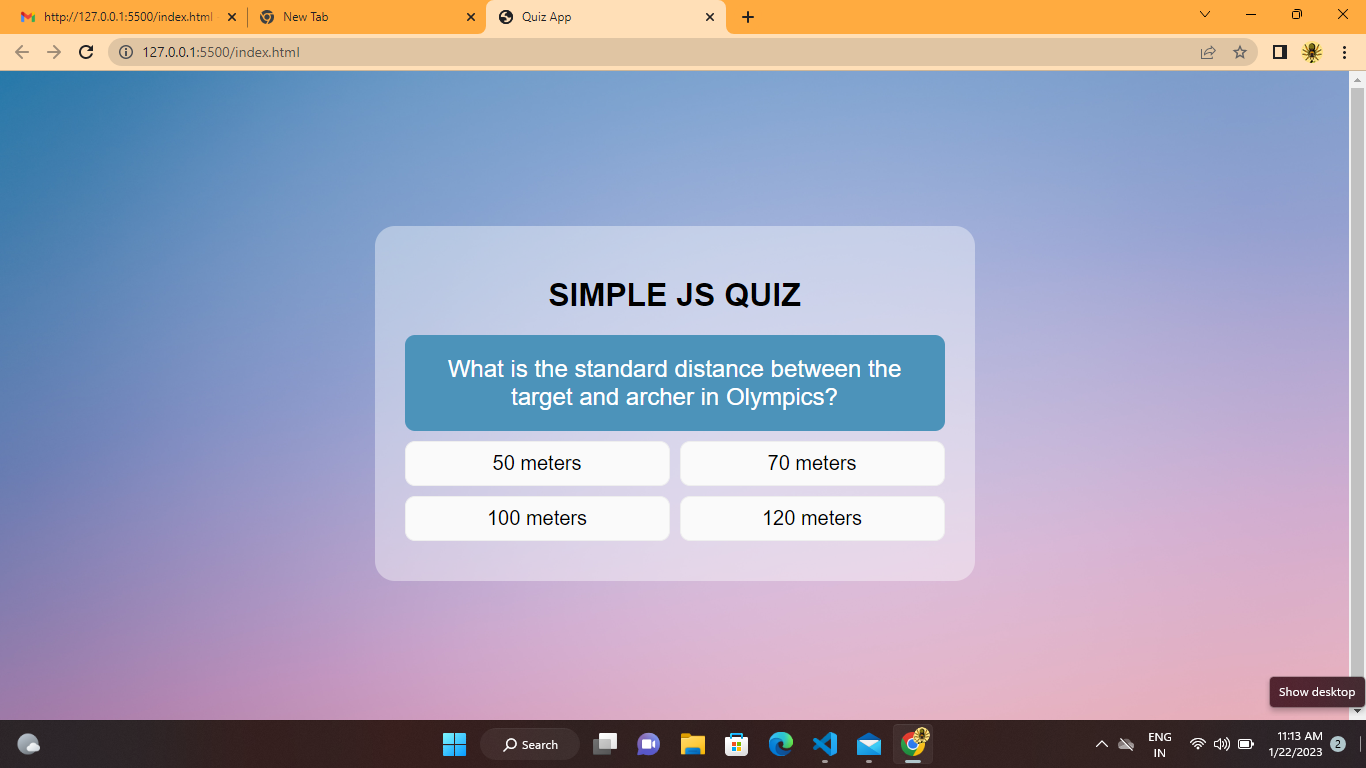 http://127.0.0.1:5500/index.html
New Tab
Quiz App
127.0.0.1:5500/index.html
SIMPLE JS QUIZ
What is the standard distance between the
target and archer in Olympics?
50 meters
70 meters
100 meters
120 meters
Show desktop
Search
ENG
IN
11:13 AM
1/22/2023
2